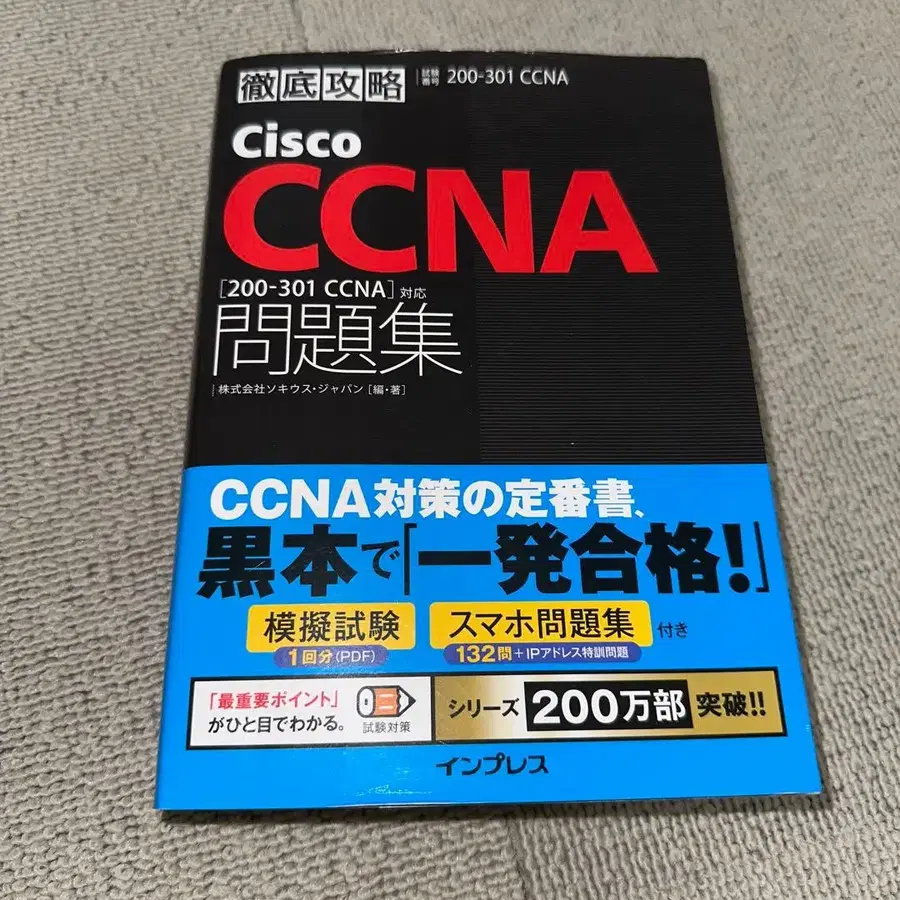 徹底攻略 試験番号 200-301 CCNA
Cisco
CCNA
[200-301 CCNA] 対応
問題集
株式会社ソキウス・ジャパン [編・著]
CCNA対策の定番書、
黒本で「一発合格!」
模擬試験
1回分(PDF)
スマホ問題集 付き
132問+IPアドレス特訓問題
「最重要ポイント」
がひと目でわかる。
試験対策
シリーズ 200万部 突破!!
インプレス